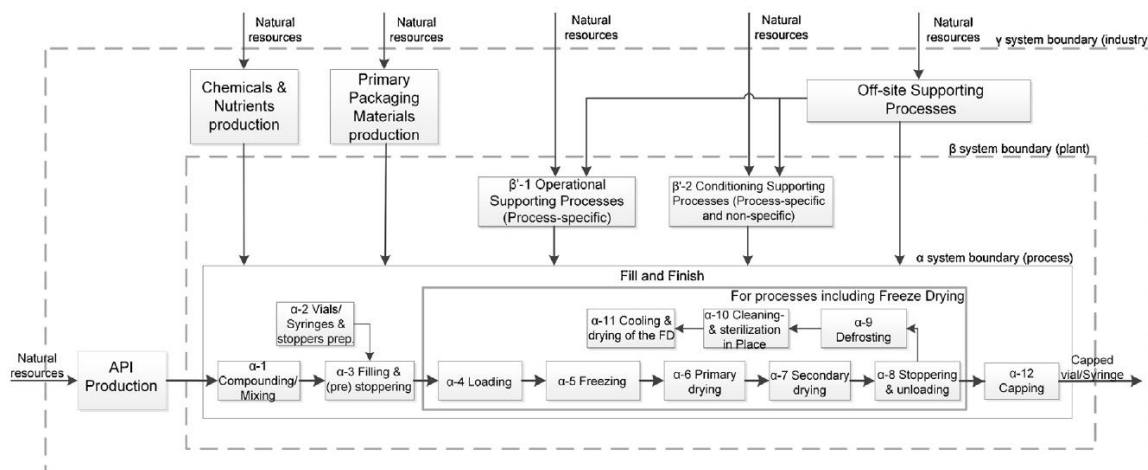 Natural
resources
Natural
resources
Natural
resources
Natural
resources
Natural
resources
γ system boundary (industry
Chemicals &
Nutrients
production
Primary
Packaging
Materials
production
Off-site Supporting
Processes
β system boundary (plant)
β'-1 Operational
Supporting Processes
(Process-specific)
β'-2 Conditioning Supporting
Processes (Process-specific
and non-specific)
α system boundary (process)
Fill and Finish
For processes including Freeze Drying
α-2 Vials/
Syringes &
stoppers prep.
α-11 Cooling &
drying of the FD
α-10 Cleaning-
& sterilization
in Place
α-9
Defrosting
Natural
resources
API
Production
α-1
Compounding/
Mixing
α-3 Filling &
(pre) stoppering
α-4 Loading
α-5 Freezing
α-6 Primary
drying
α-7 Secondary
drying
α-8 Stoppering
& unloading
α-12
Capping
Capped
vial/Syringe